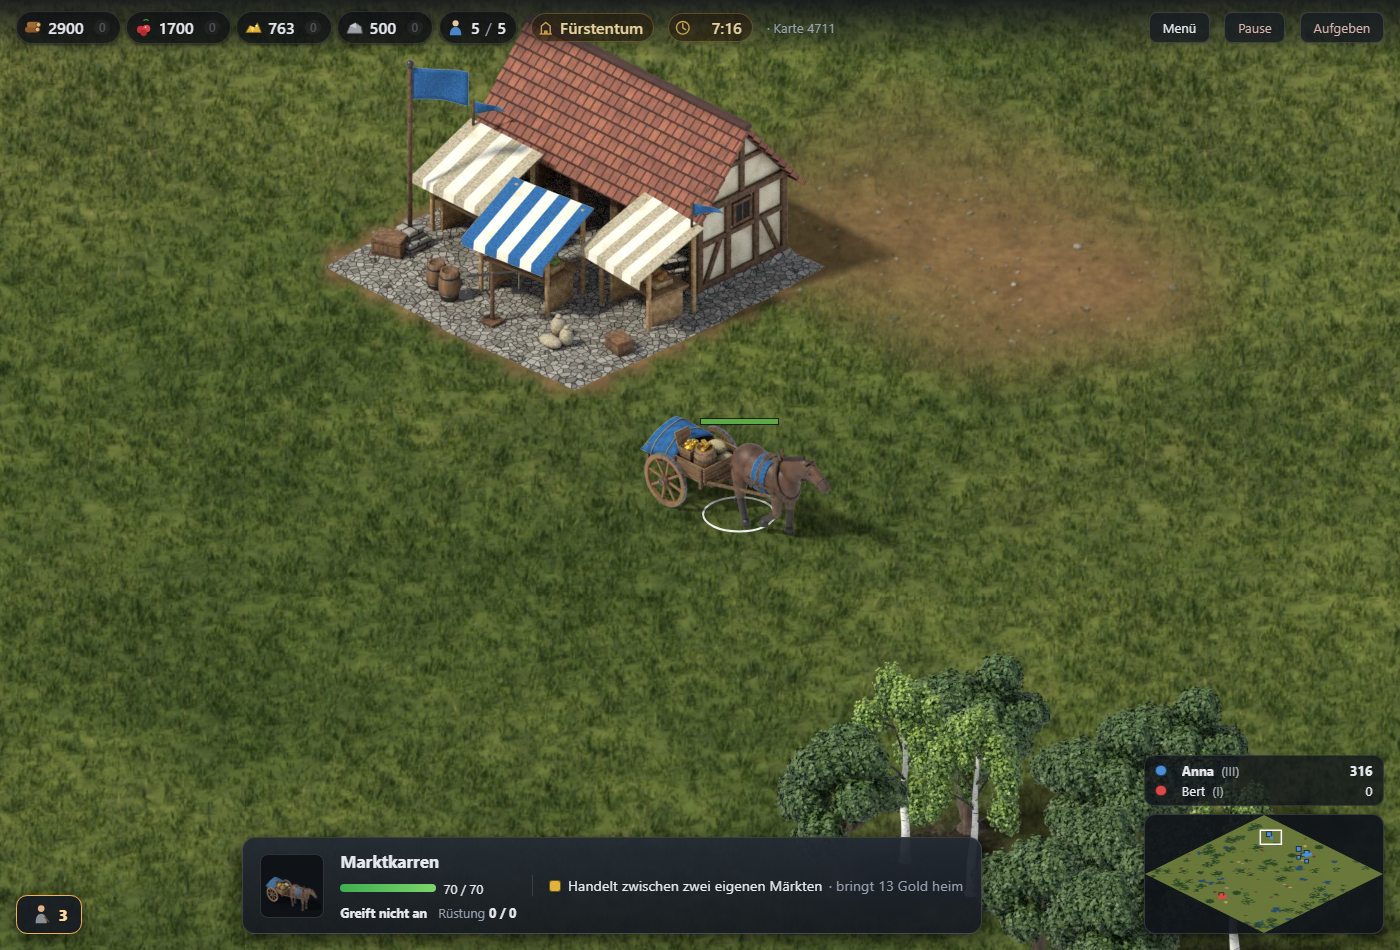 2900 0 1700 0 763 0 500 0 5 / 5 Fürstentum 7:16 · Karte 4711 Menü Pause Aufgeben
Anna (III) 316
Bert (I) 0
Marktkarren
70 / 70
Handelt zwischen zwei eigenen Märkten · bringt 13 Gold heim
Greift nicht an Rüstung 0 / 0
3